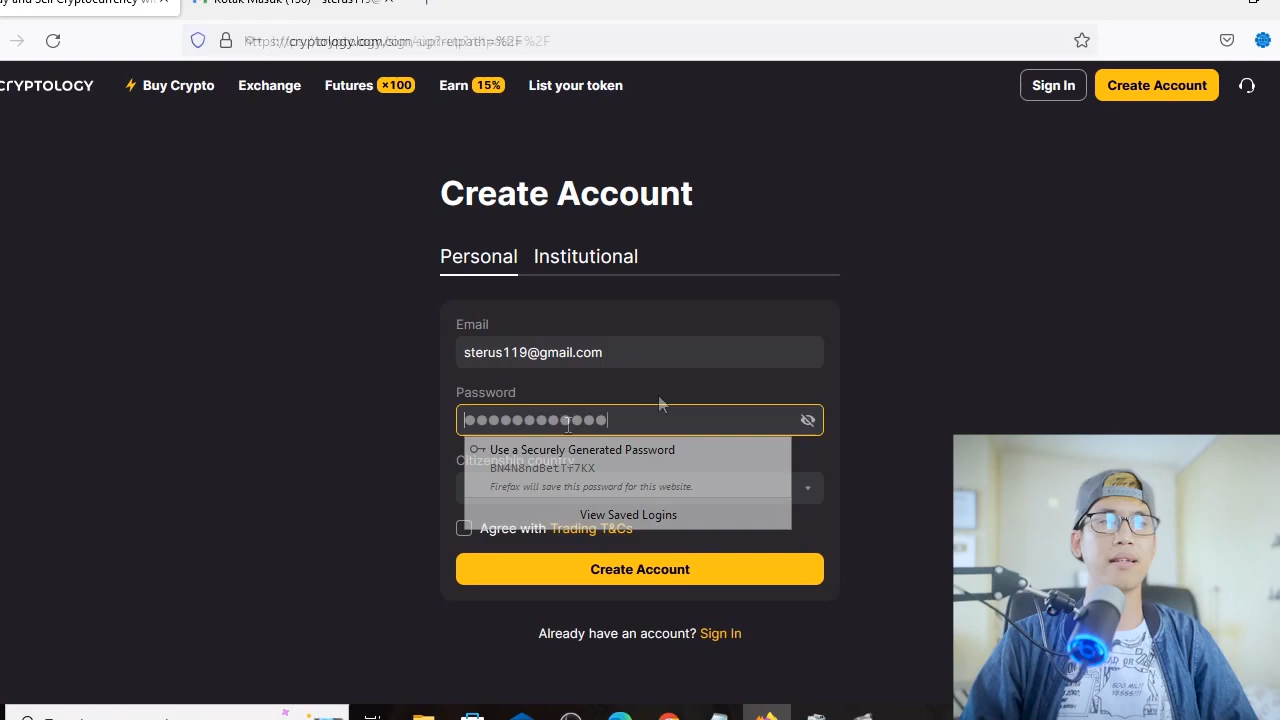 CRYPTOLOGY
Buy Crypto
Exchange
Futures ×100
Earn 15%
List your token
Sign In
Create Account
Create Account
Personal
Institutional
Email
sterus119@gmail.com
Password
Use a Securely Generated Password
Firefox will save this password for this website.
Citizenship country
View Saved Logins
Agree with Trading T&Cs
Create Account
Already have an account? Sign In